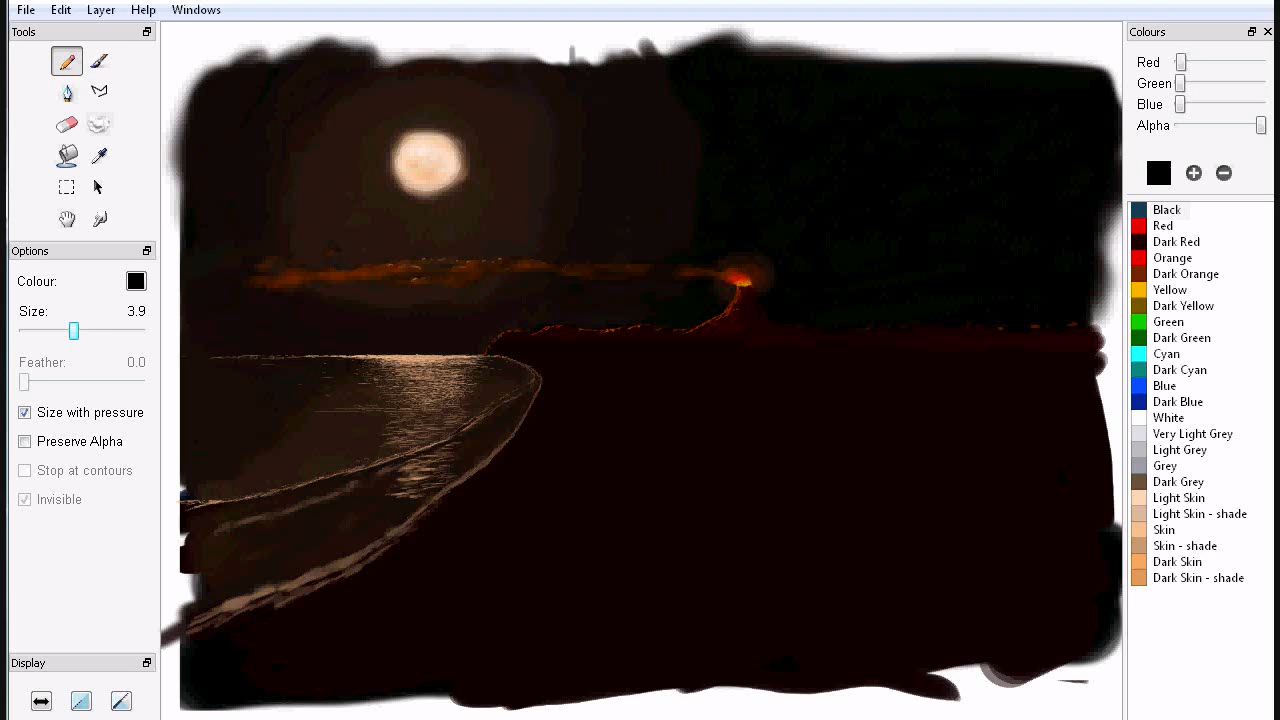 File Edit Layer Help Windows
Tools
Options
Colour:
Size: 3.9
Feather: 0.0
Size with pressure
Preserve Alpha
Stop at contours
Invisible
Display
Colours
Red
Green
Blue
Alpha
Black
Red
Dark Red
Orange
Dark Orange
Yellow
Dark Yellow
Green
Dark Green
Cyan
Dark Cyan
Blue
Dark Blue
White
Very Light Grey
Light Grey
Grey
Dark Grey
Light Skin
Light Skin - shade
Skin
Skin - shade
Dark Skin
Dark Skin - shade